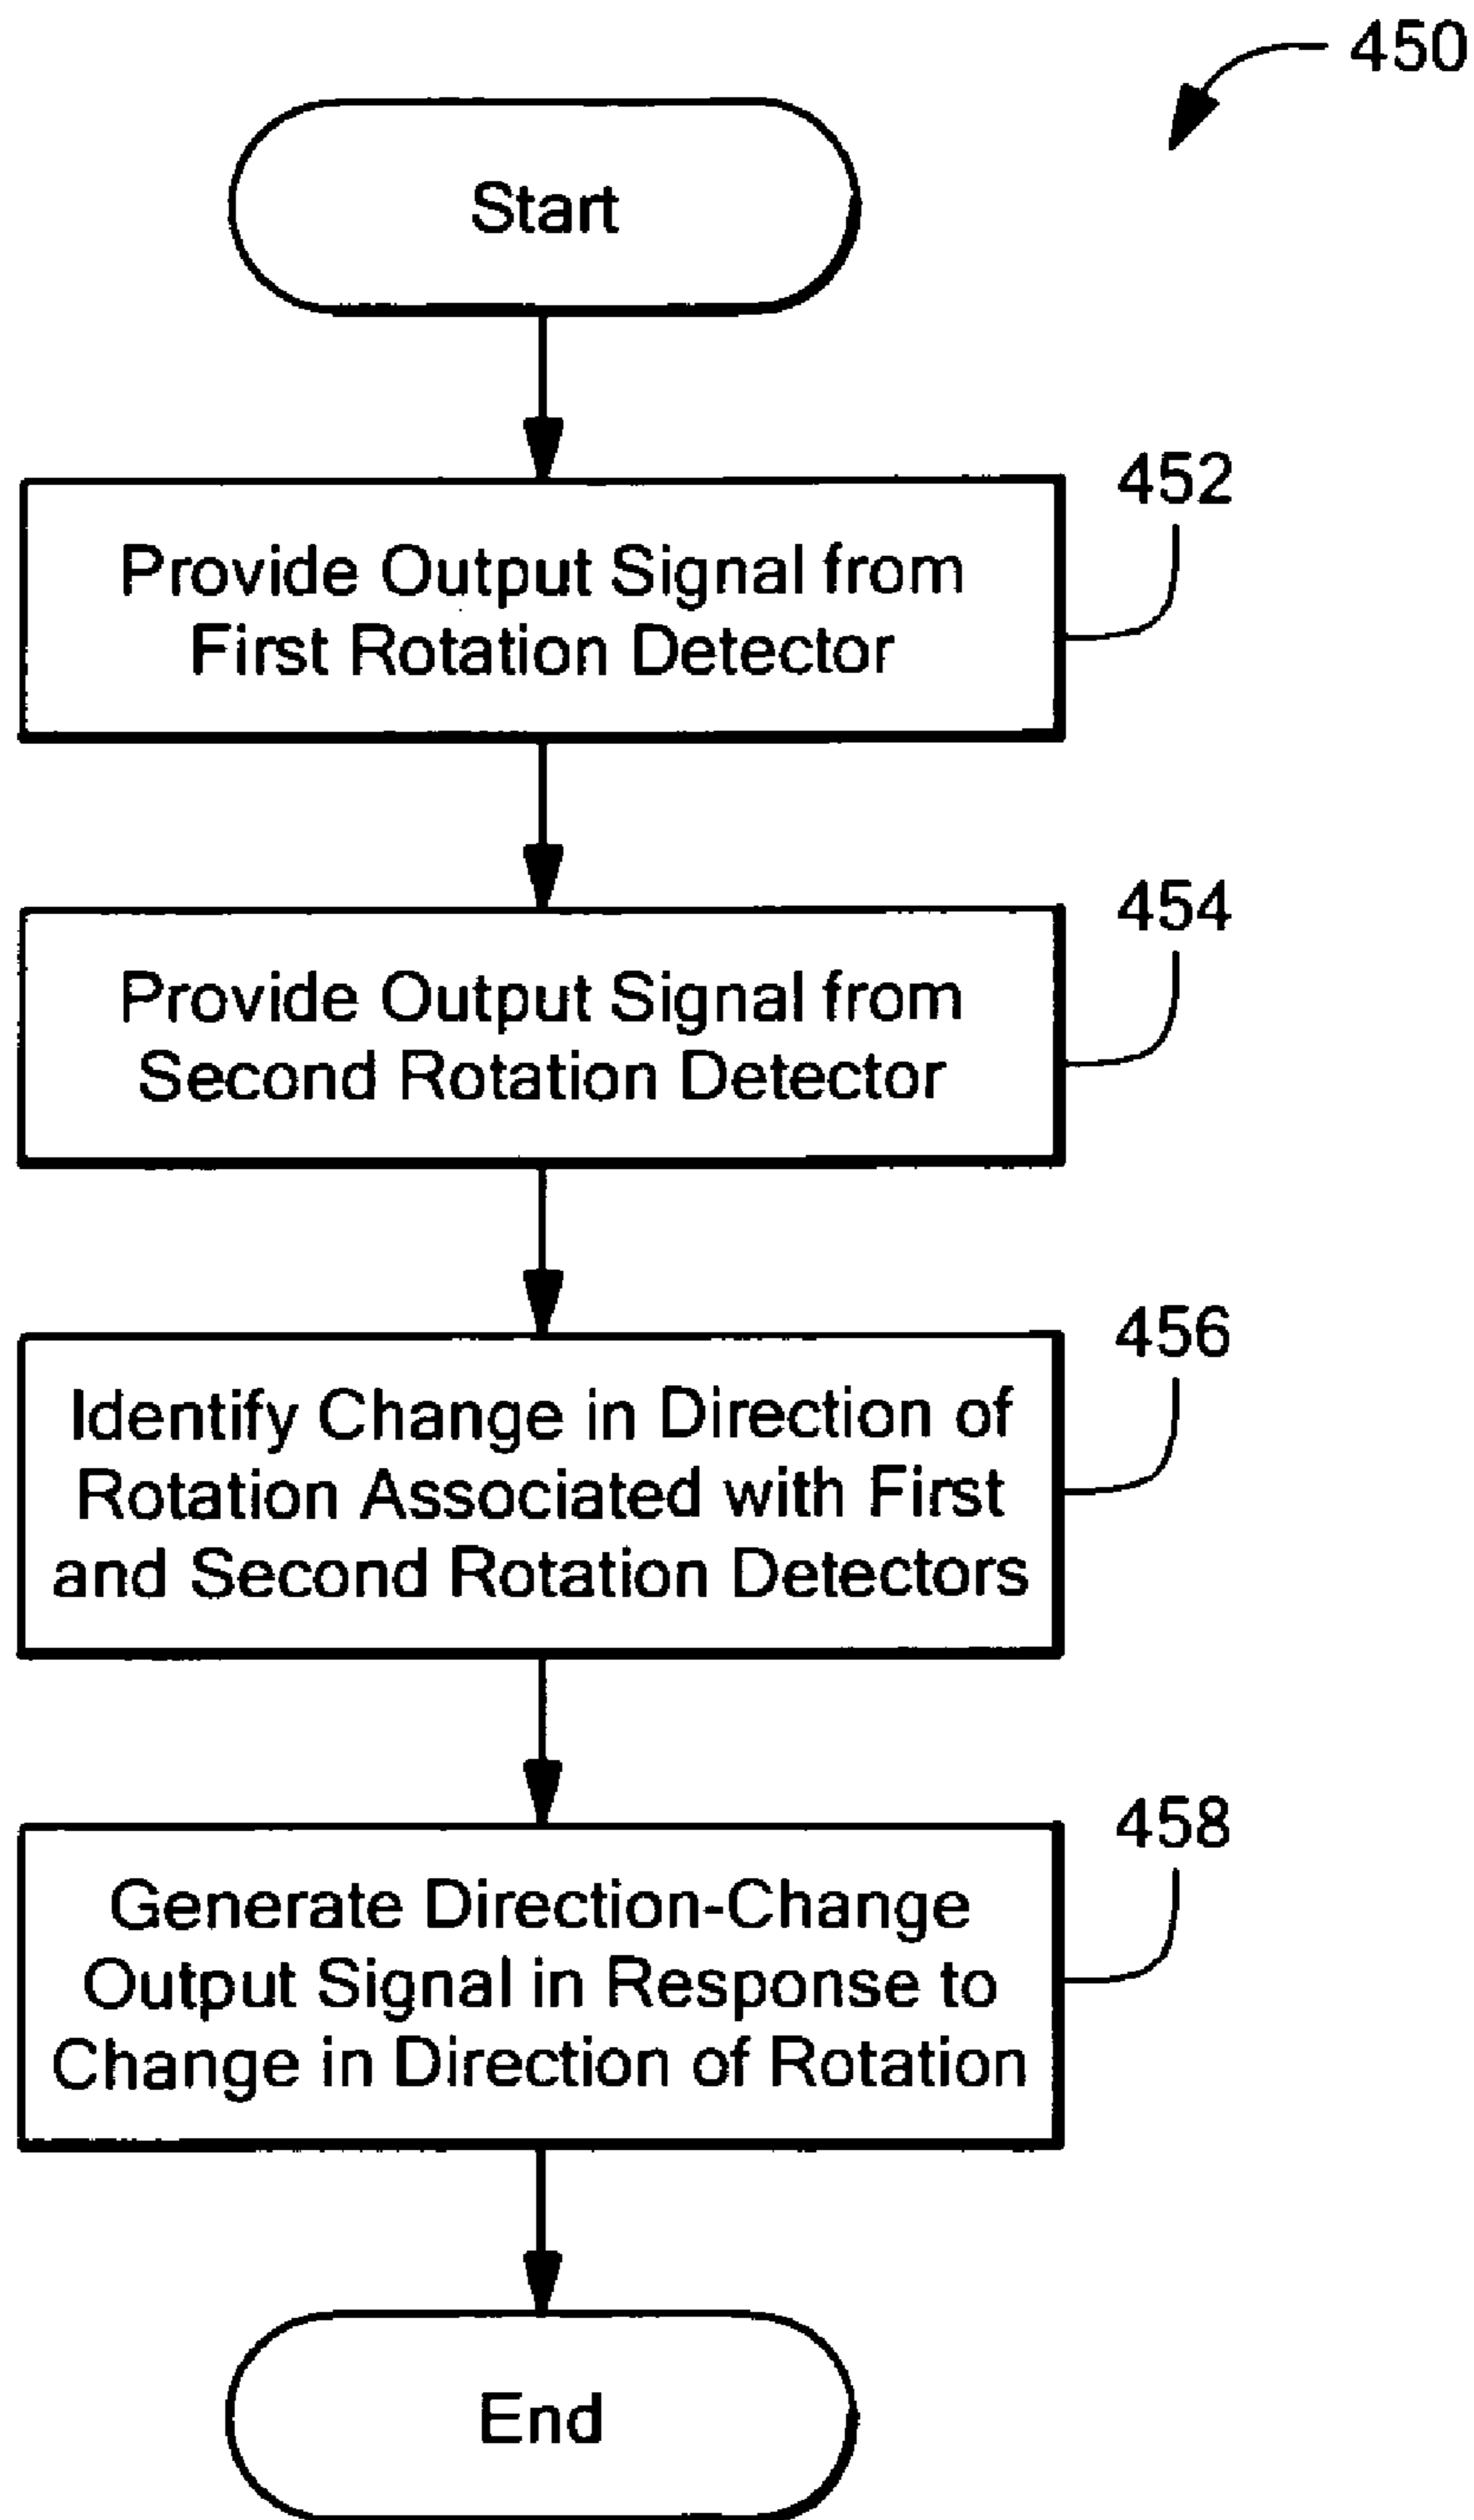 450
Start
452
Provide Output Signal from
First Rotation Detector
454
Provide Output Signal from
Second Rotation Detector
456
Identify Change in Direction of
Rotation Associated with First
and Second Rotation Detectors
458
Generate Direction-Change
Output Signal in Response to
Change in Direction of Rotation
End